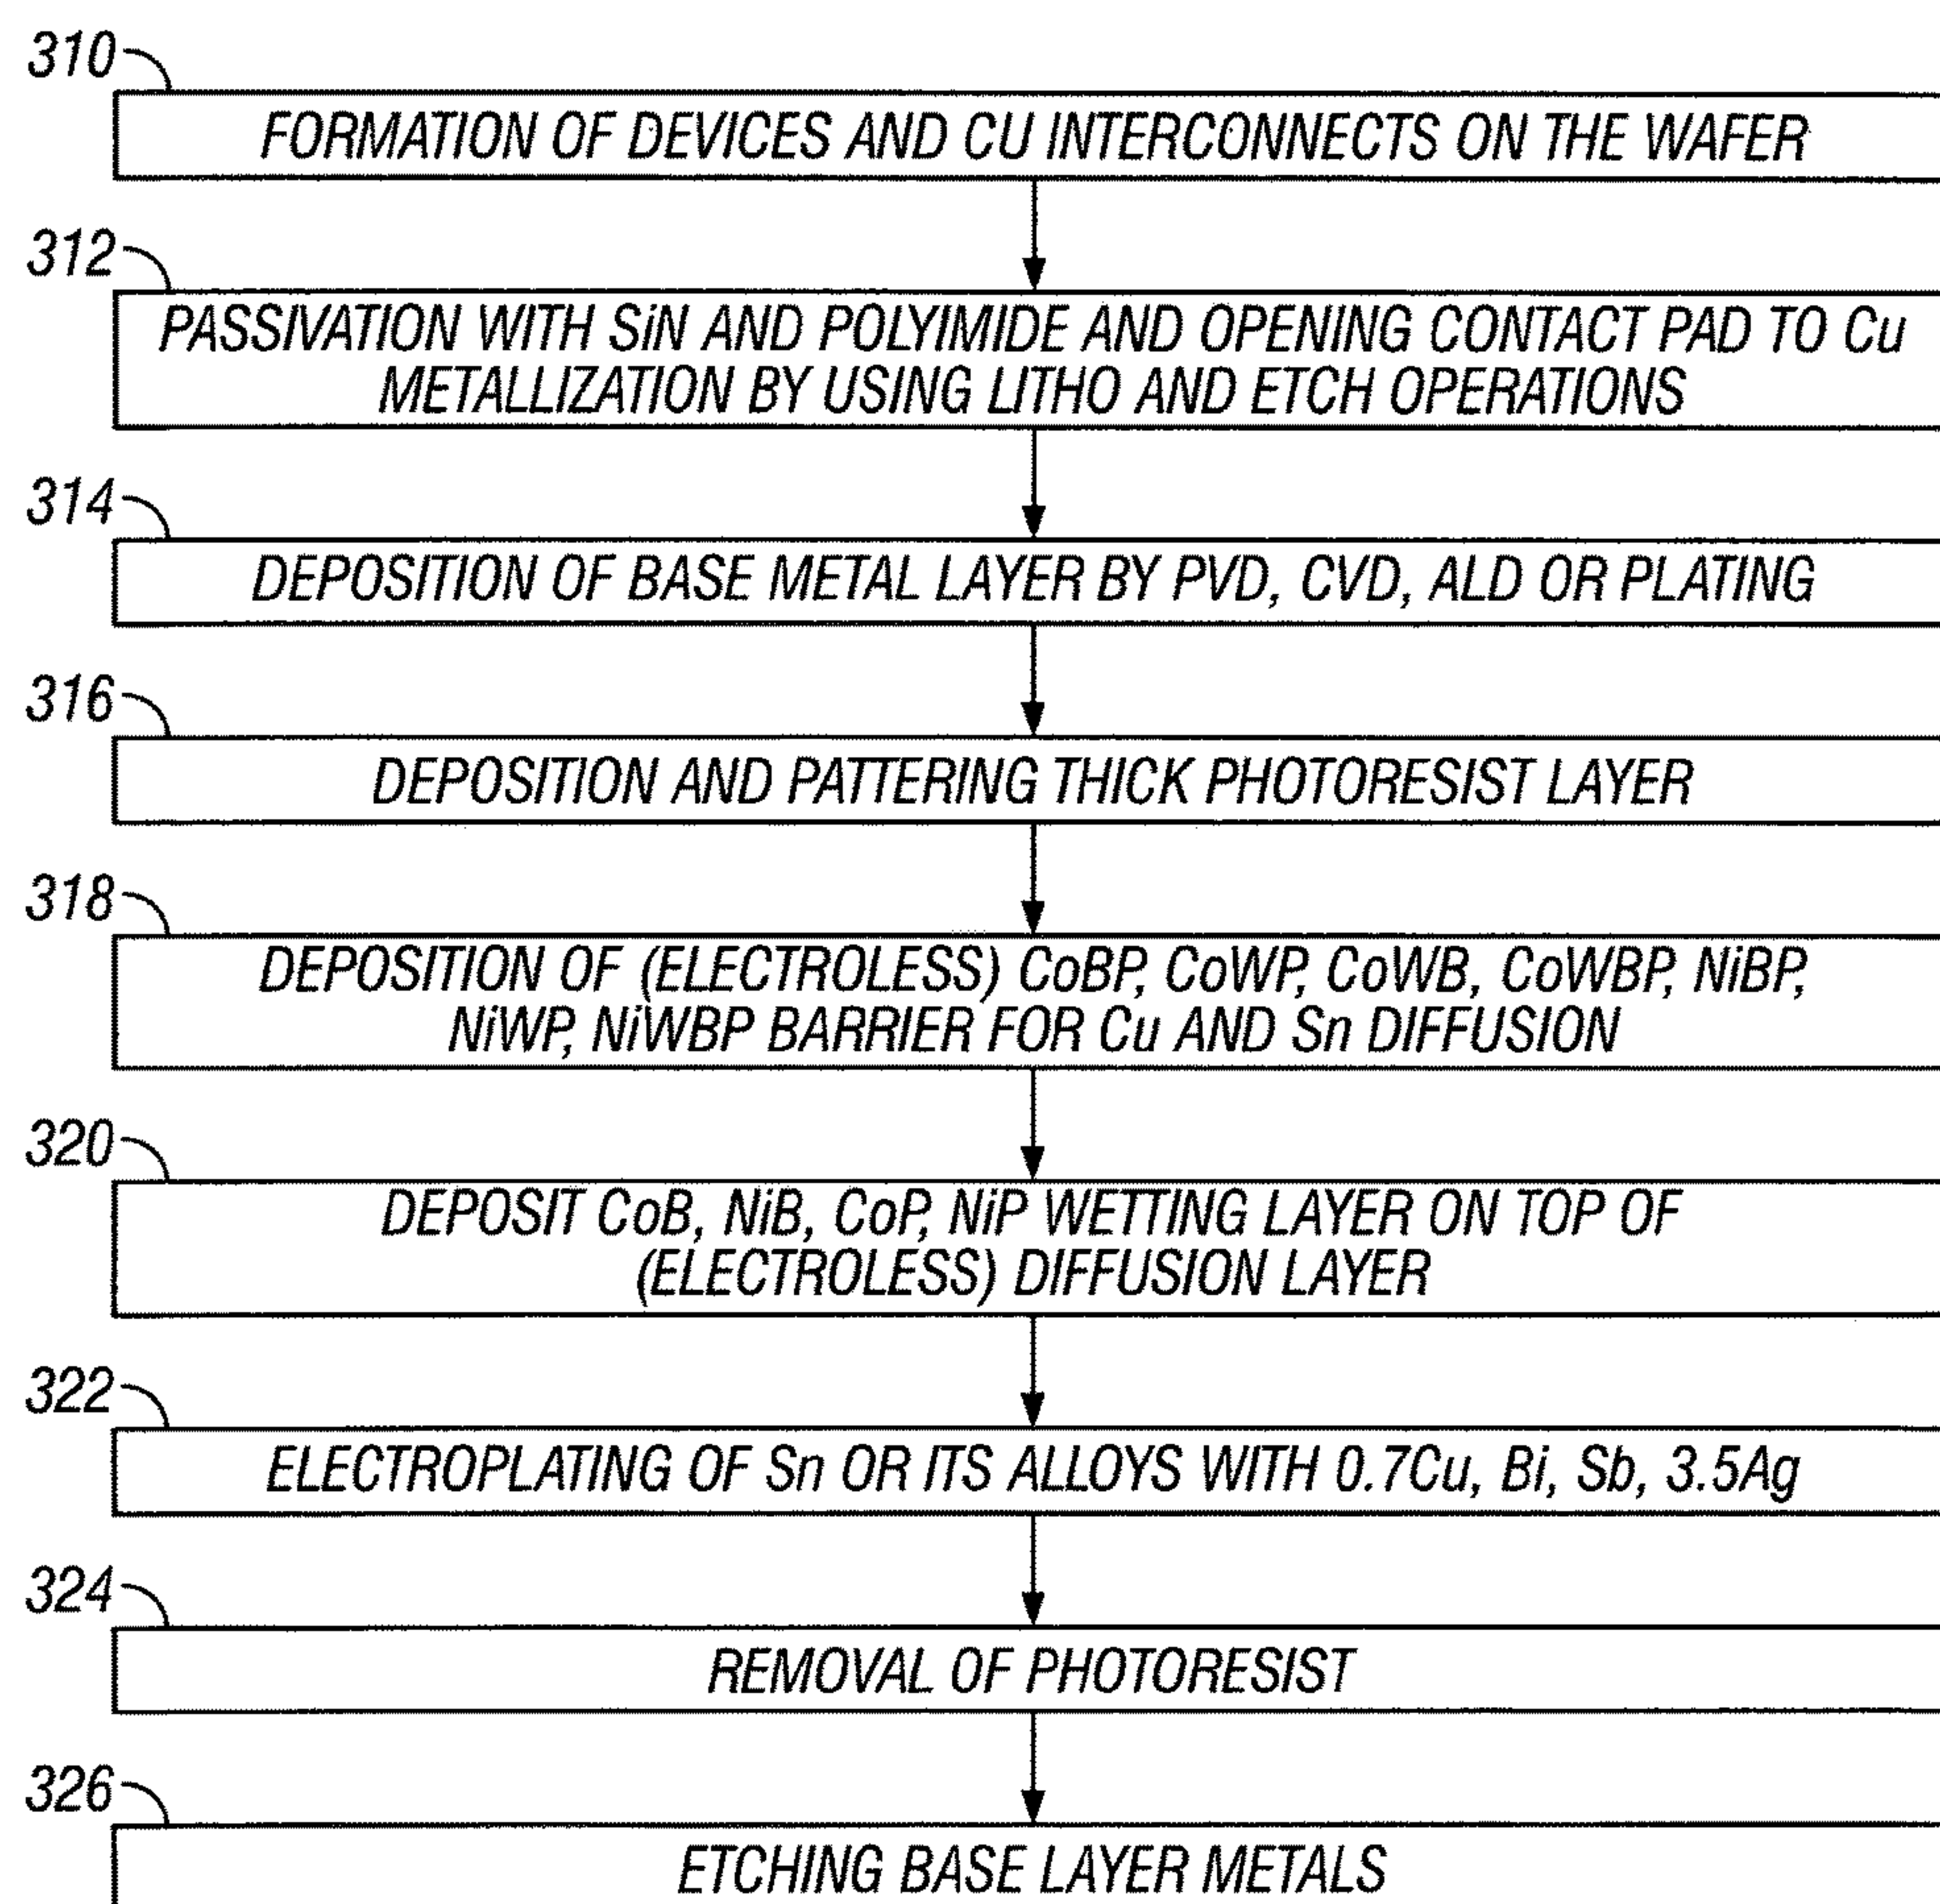 310
FORMATION OF DEVICES AND CU INTERCONNECTS ON THE WAFER
312
PASSIVATION WITH SiN AND POLYIMIDE AND OPENING CONTACT PAD TO Cu
METALLIZATION BY USING LITHO AND ETCH OPERATIONS
314
DEPOSITION OF BASE METAL LAYER BY PVD, CVD, ALD OR PLATING
316
DEPOSITION AND PATTERING THICK PHOTORESIST LAYER
318
DEPOSITION OF (ELECTROLESS) CoBP, CoWP, CoWB, CoWBP, NiBP,
NiWP, NiWBP BARRIER FOR Cu AND Sn DIFFUSION
320
DEPOSIT CoB, NiB, CoP, NiP WETTING LAYER ON TOP OF
(ELECTROLESS) DIFFUSION LAYER
322
ELECTROPLATING OF Sn OR ITS ALLOYS WITH 0.7Cu, Bi, Sb, 3.5Ag
324
REMOVAL OF PHOTORESIST
326
ETCHING BASE LAYER METALS